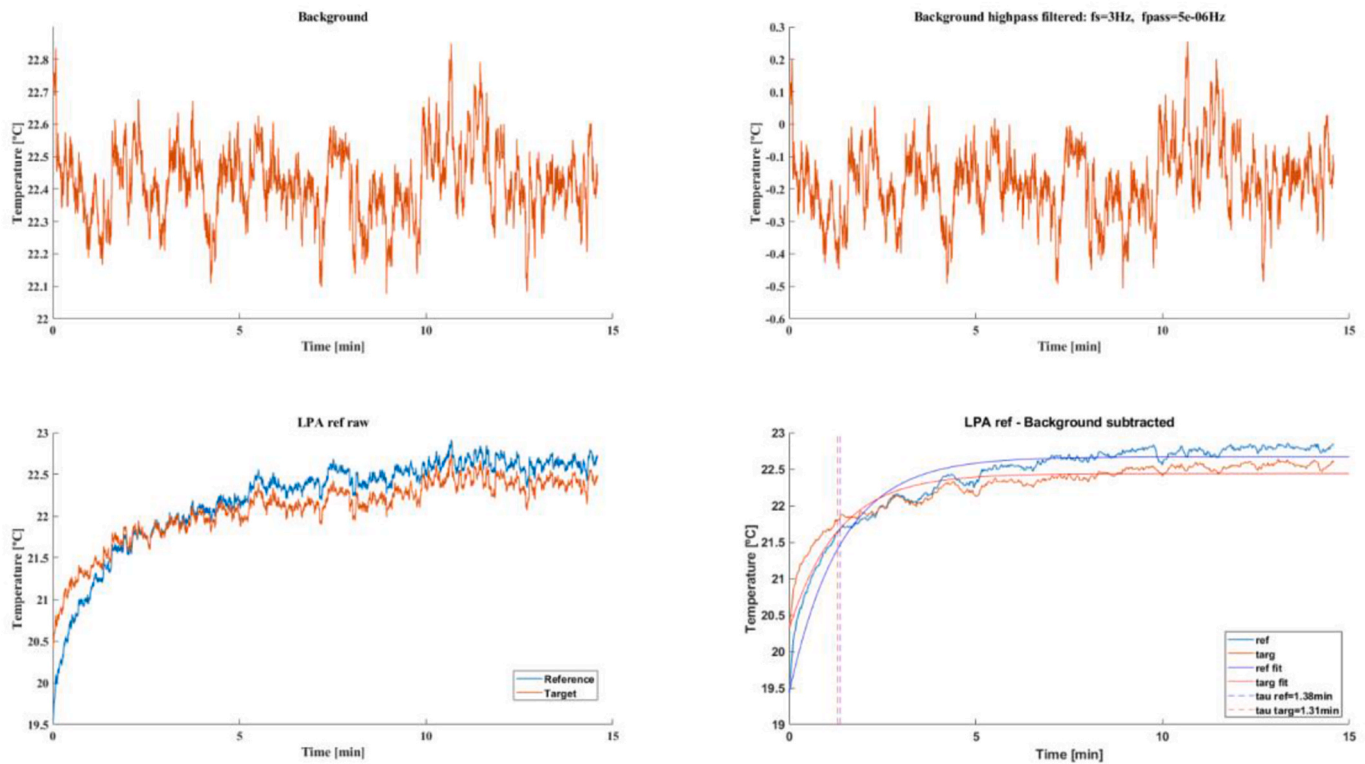 Background
22.8
22.7
22.6
22.5
22.4
22.3
22.2
22.1
22
Temperature [°C]
0
5
10
15
Time [min]
Background highpass filtered: fs=3Hz, fpass=5e-06Hz
0.3
0.2
0.1
0
-0.1
-0.2
-0.3
-0.4
-0.5
-0.6
Temperature [°C]
0
5
10
15
Time [min]
LPA ref raw
23
22.5
22
21.5
21
20.5
20
19.5
Temperature [°C]
0
5
10
15
Time [min]
Reference
Target
LPA ref - Background subtracted
23
22.5
22
21.5
21
20.5
20
19.5
19
Temperature [ºC]
0
5
10
15
Time [min]
ref
targ
ref fit
targ fit
tau ref=1.38min
tau targ=1.31min